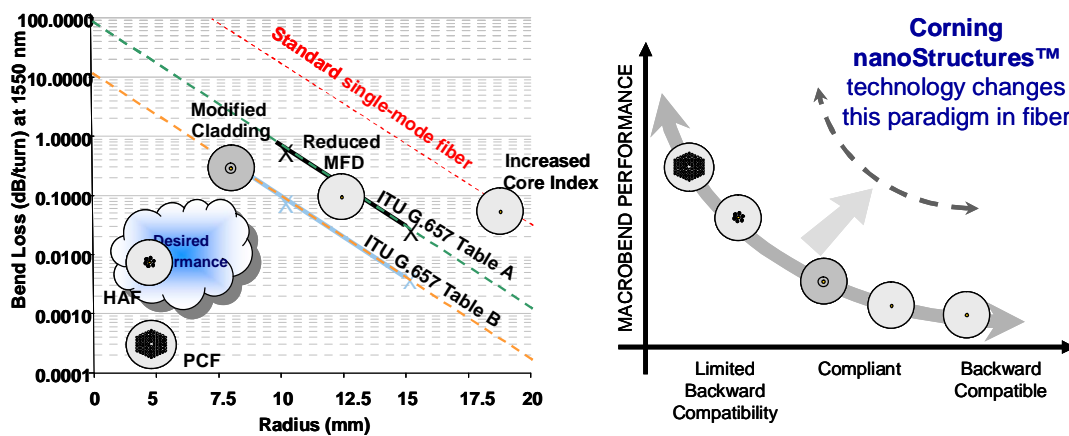 Bend Loss (dB/turn) at 1550 nm
100.0000
10.0000
1.0000
0.1000
0.0100
0.0010
0.0001
0
5
7.5
10
12.5
15
17.5
20
Radius (mm)
Standard single-mode fiber
Modified
Cladding
Reduced
MFD
Increased
Core Index
ITU G.657 Table A
ITU G.657 Table B
Desired
rmance
HAF
PCF
Corning
nanoStructures™
technology changes
this paradigm in fiber
MACROBEND PERFORMANCE
Limited
Backward
Compatibility
Compliant
Backward
Compatible